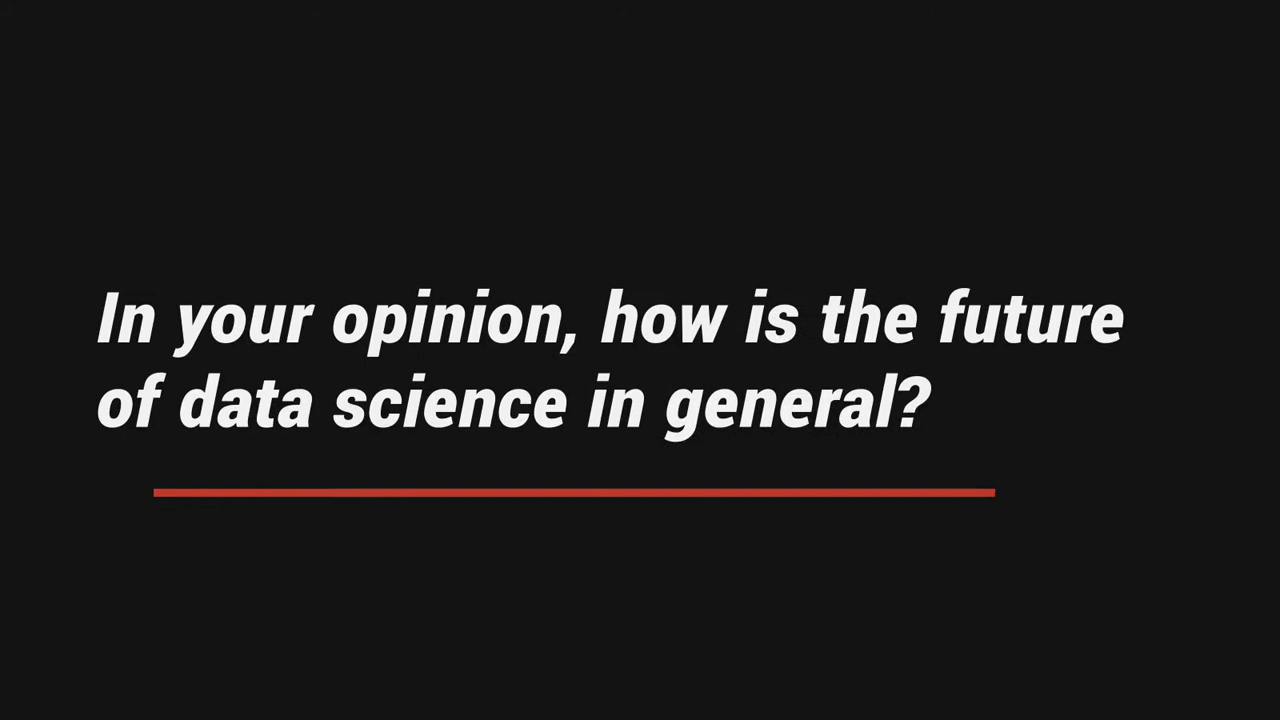 In your opinion, how is the future
of data science in general?